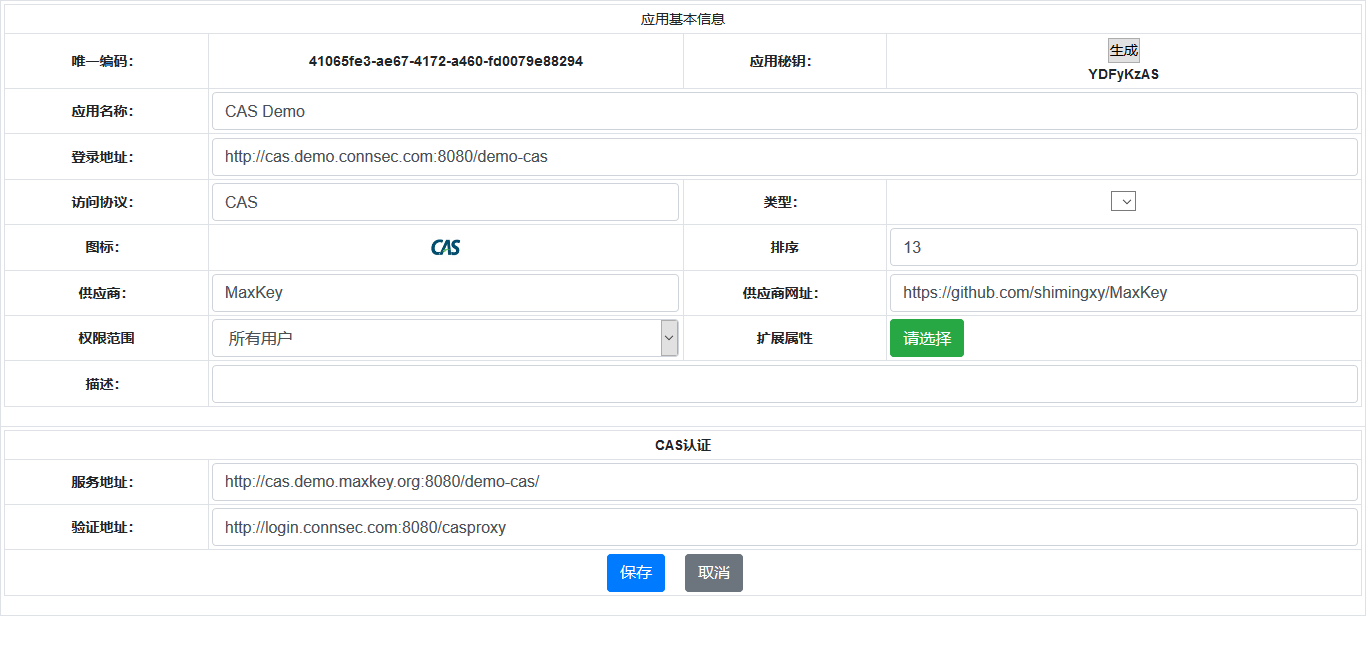 应用基本信息
唯一编码： 41065fe3-ae67-4172-a460-fd0079e88294 应用秘钥： 生成
YDFyKzAS
应用名称： CAS Demo
登录地址： http://cas.demo.connsec.com:8080/demo-cas
访问协议： CAS 类型：
图标： CAS 排序 13
供应商： MaxKey 供应商网址： https://github.com/shimingxy/MaxKey
权限范围 所有用户 扩展属性 请选择
描述：
CAS认证
服务地址： http://cas.demo.maxkey.org:8080/demo-cas/
验证地址： http://login.connsec.com:8080/casproxy
保存 取消